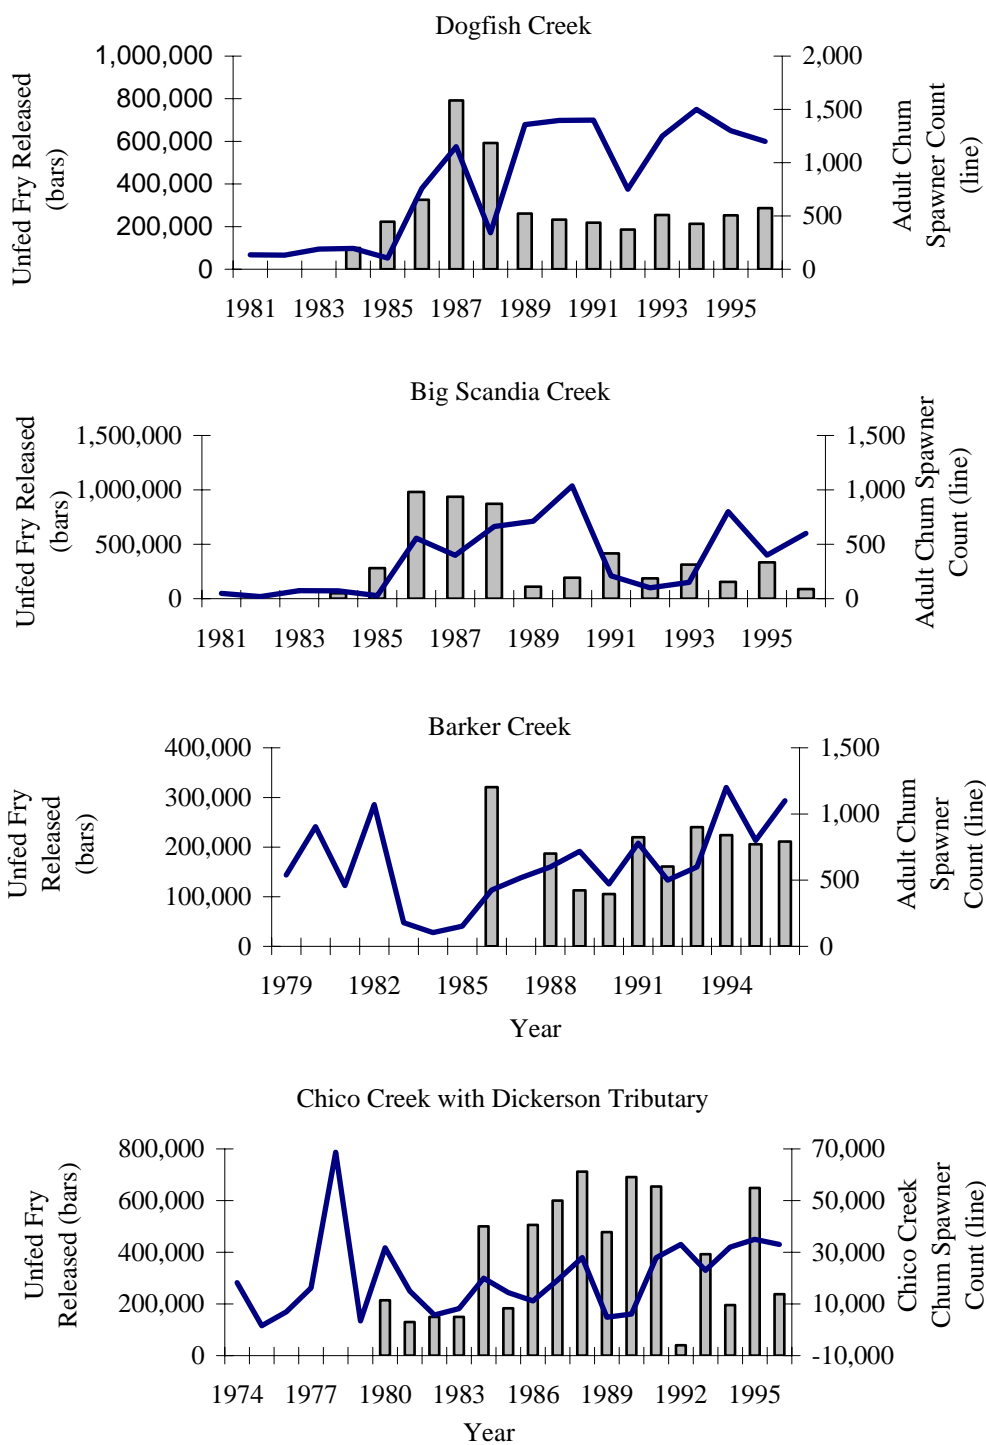 Dogfish Creek
Unfed Fry Released
(bars)
1,000,000
800,000
600,000
400,000
200,000
0
2,000
1,500
1,000
500
0
Adult Chum
Spawner Count
(line)
1981 1983 1985 1987 1989 1991 1993 1995
Big Scandia Creek
Unfed Fry Released
(bars)
1,500,000
1,000,000
500,000
0
1,500
1,000
500
0
Adult Chum Spawner
Count (line)
1981 1983 1985 1987 1989 1991 1993 1995
Barker Creek
Unfed Fry
Released
(bars)
400,000
300,000
200,000
100,000
0
1,500
1,000
500
0
Adult Chum
Spawner
Count (line)
1979 1982 1985 1988 1991 1994
Year
Chico Creek with Dickerson Tributary
Unfed Fry
Released (bars)
800,000
600,000
400,000
200,000
0
70,000
50,000
30,000
10,000
-10,000
Chico Creek
Chum Spawner
Count (line)
1974 1977 1980 1983 1986 1989 1992 1995
Year